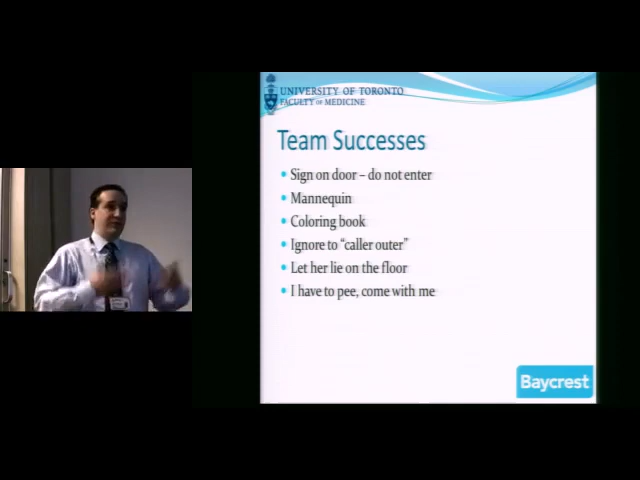 UNIVERSITY OF TORONTO
FACULTY OF MEDICINE
Team Successes
• Sign on door – do not enter
• Mannequin
• Coloring book
• Ignore to “caller outer”
• Let her lie on the floor
• I have to pee, come with me
Baycrest